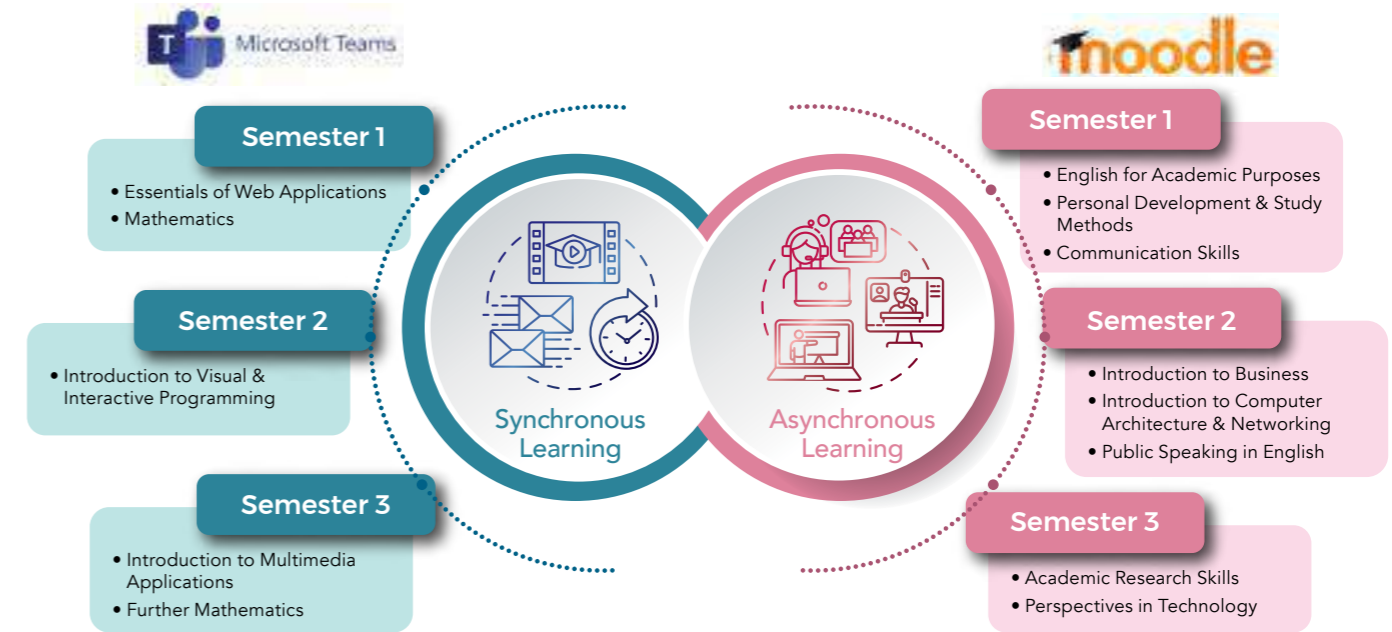 T
Microsoft Teams
Semester 1
• Essentials of Web Applications
• Mathematics
Semester 2
• Introduction to Visual &
Interactive Programming
Semester 3
• Introduction to Multimedia
Applications
• Further Mathematics
Synchronous
Learning
Asynchronous
Learning
moodle
Semester 1
• English for Academic Purposes
• Personal Development & Study
Methods
• Communication Skills
Semester 2
• Introduction to Business
• Introduction to Computer
Architecture & Networking
• Public Speaking in English
Semester 3
• Academic Research Skills
• Perspectives in Technology